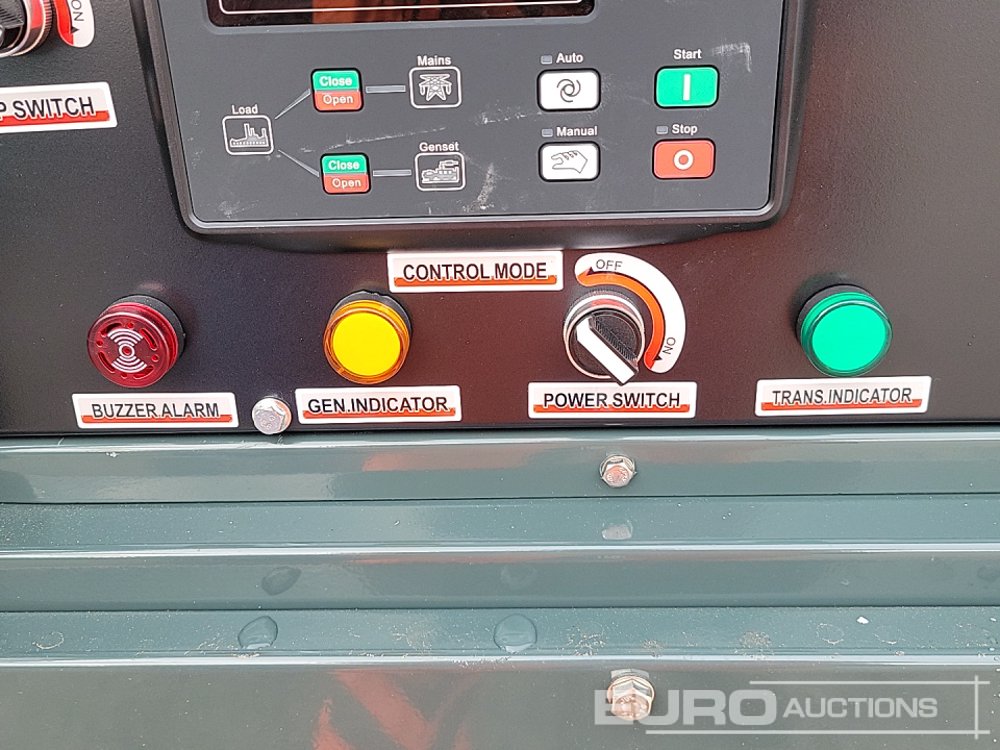 ON
P SWITCH
Mains
Close
Open
Load
Genset
Close
Open
Auto
Start
Manual
Stop
CONTROL MODE
OFF
ON
BUZZER ALARM
GEN.INDICATOR
POWER SWITCH
TRANS.INDICATOR
EURO AUCTIONS